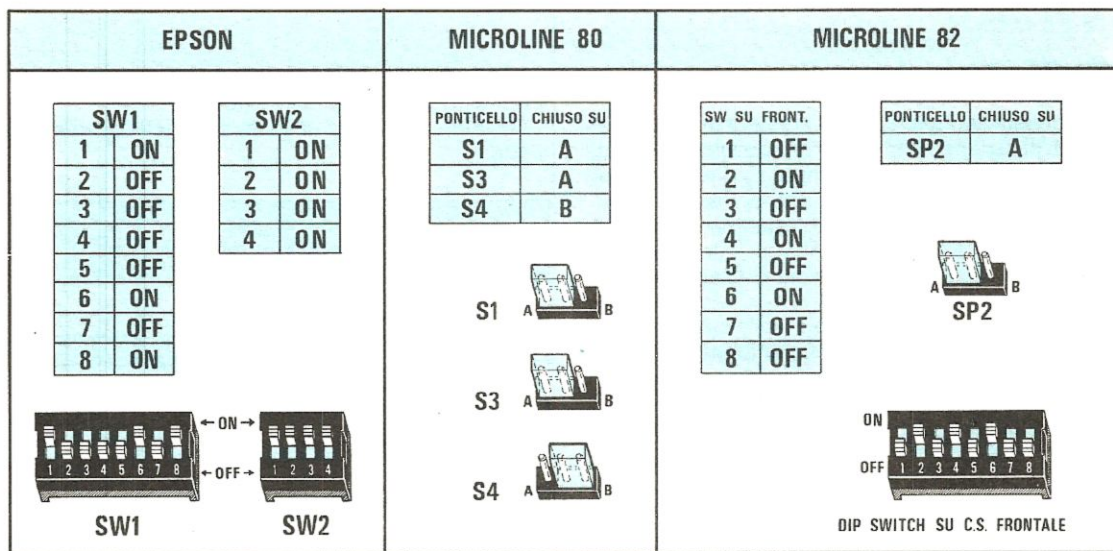 EPSON
MICROLINE 80
MICROLINE 82
SW1
1 ON
2 OFF
3 OFF
4 OFF
5 OFF
6 ON
7 OFF
8 ON
SW2
1 ON
2 ON
3 ON
4 ON
← ON →
← OFF →
1 2 3 4 5 6 7 8
1 2 3 4
SW1
SW2
PONTICELLO CHIUSO SU
S1 A
S3 A
S4 B
S1 A B
S3 A B
S4 A B
SW SU FRONT.
1 OFF
2 ON
3 OFF
4 ON
5 OFF
6 ON
7 OFF
8 OFF
PONTICELLO CHIUSO SU
SP2 A
A B
SP2
ON
OFF
1 2 3 4 5 6 7 8
DIP SWITCH SU C.S. FRONTALE